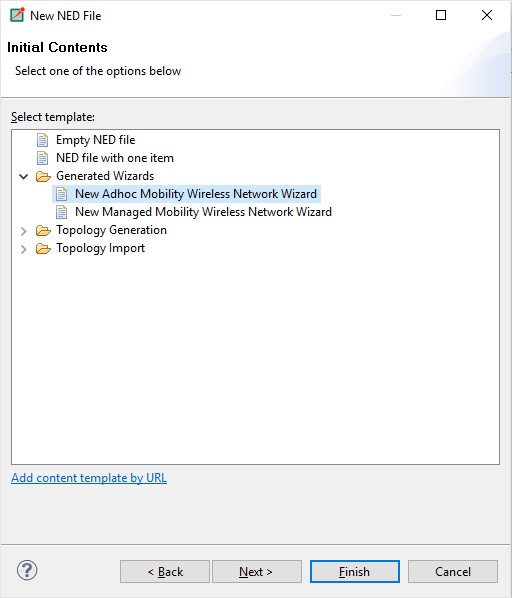 New NED File
Initial Contents
Select one of the options below
Select template:
Empty NED file
NED file with one item
Generated Wizards
New Adhoc Mobility Wireless Network Wizard
New Managed Mobility Wireless Network Wizard
Topology Generation
Topology Import
Add content template by URL
?
< Back
Next >
Finish
Cancel